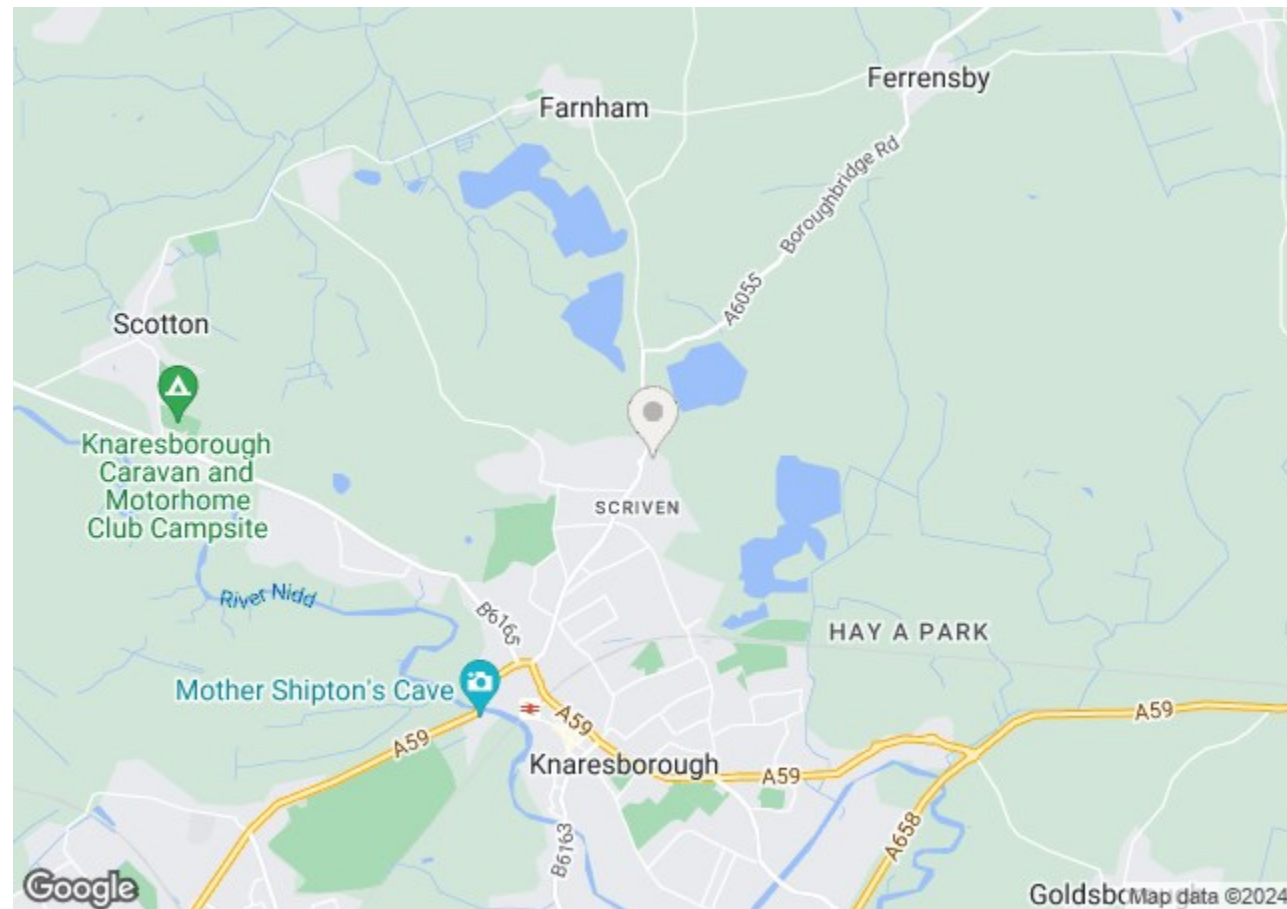 Ferrensby
Farnham
Boroughbridge Rd
A6055
Scotton
Knaresborough
Caravan and
Motorhome
Club Campsite
SCRIVEN
River Nidd
B6165
HAY A PARK
Mother Shipton's Cave
A59
A59
A59
Knaresborough
A59
A658
B6163
Google
Map data ©2024